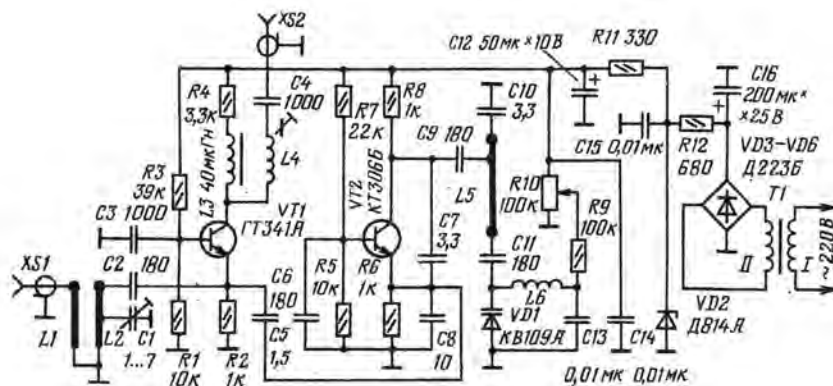 XS2
C12 50мк×10В
R11 330
R4
3,3к
C4
1000
R7
22к
R8
1к
C10
3,3
C16
200мк×
×25В
C9 180
C15 0,01мк
R12
680
VD3-VD6
Д223Б
R3
39к
L3 40мкГн
L4
L5
VT1
ГТ341А
VT2
КТ306Б
R10
100к
R9
100к
T1
C3 1000
C7
3,3
C11
180
II
I
~220В
XS1
C2
180
C6
180
R5
10к
R6
1к
L6
VD1
КВ109А
VD2
Д814А
L1
L2
C1
1...7
R1
10к
R2
1к
C5
1,5
C8
10
C13
C14
0,01мк 0,01мк